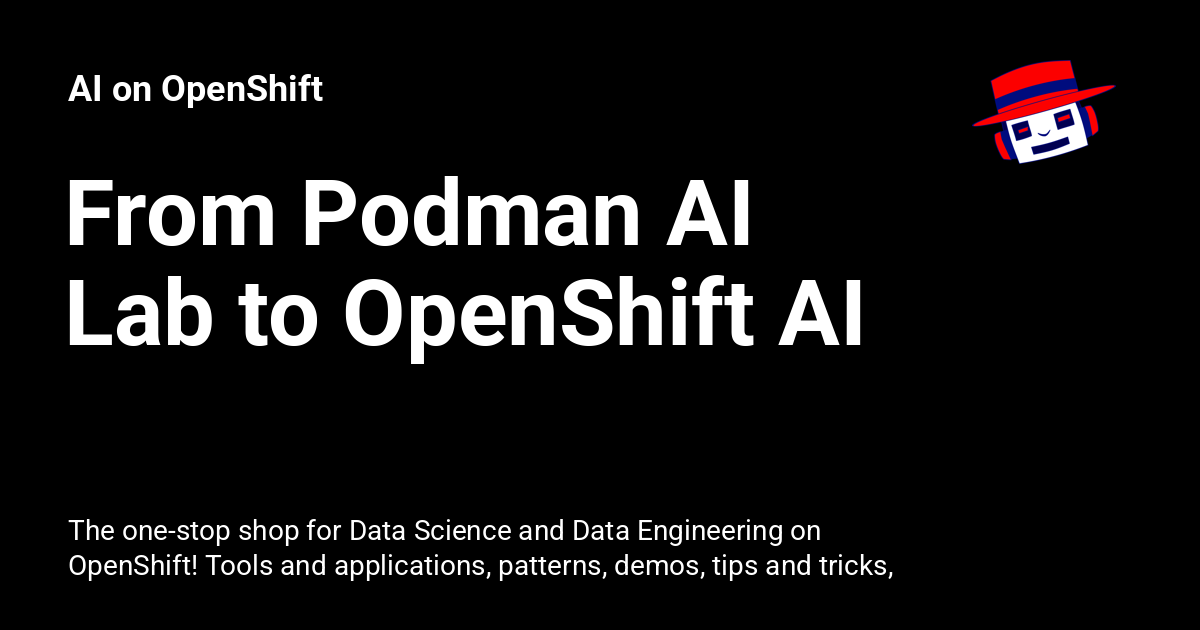 AI on OpenShift
From Podman AI
Lab to OpenShift AI
The one-stop shop for Data Science and Data Engineering on
OpenShift! Tools and applications, patterns, demos, tips and tricks,